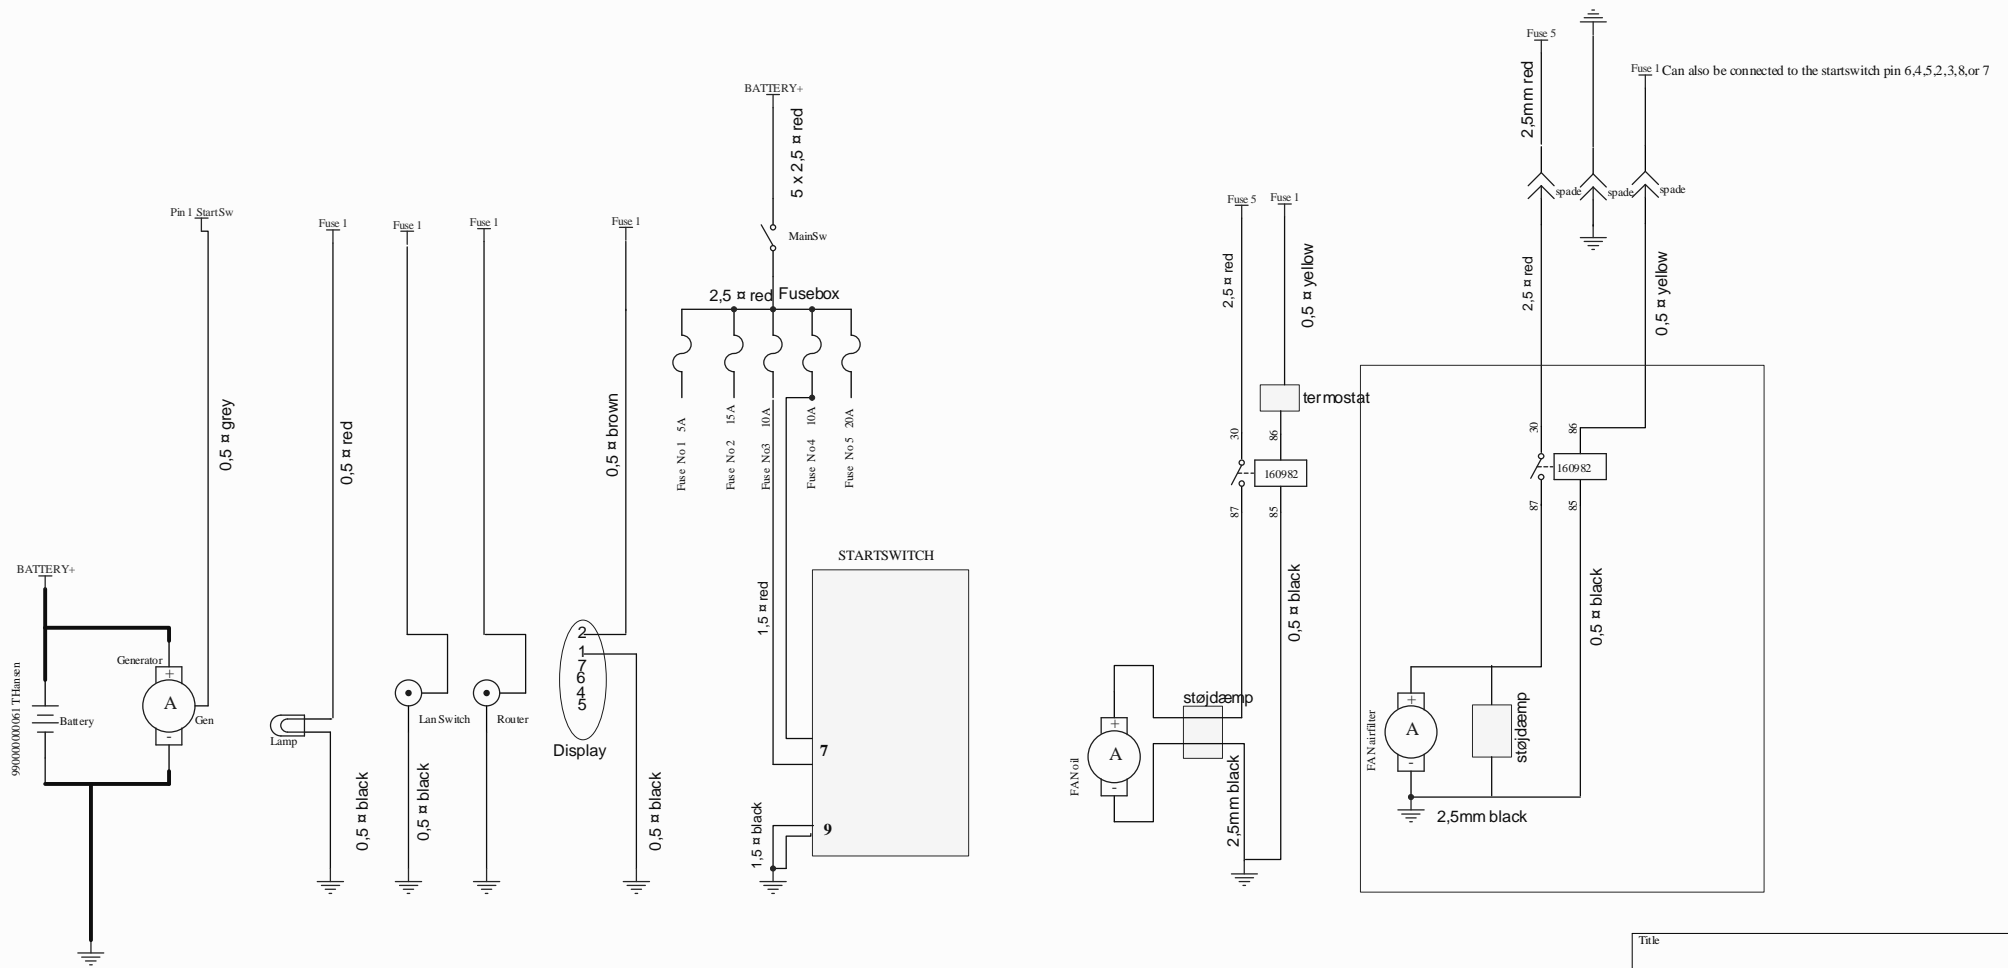 Pin 1 StartSw
0,5 ¤ grey
BATTERY+
Generator
+
A
-
Gen
Battery
990000000061 THansen
Fuse 1
0,5 ¤ red
Lamp
0,5 ¤ black
Fuse 1
Lan Switch
0,5 ¤ black
Fuse 1
Router
Fuse 1
0,5 ¤ brown
2
1
7
6
4
5
Display
0,5 ¤ black
BATTERY+
5 x 2,5 ¤ red
MainSw
2,5 ¤ red Fusebox
Fuse No 1 5A
Fuse No 2 15A
Fuse No3 10A
Fuse No 4 10A
Fuse No 5 20A
STARTSWITCH
1,5 ¤ red
7
9
1,5 ¤ black
Fuse 5
Fuse 1
2,5 ¤ red
0,5 ¤ yellow
termostat
30
86
160982
87
85
0,5 ¤ black
støjdæmp
+
A
-
FAN oil
2,5mm black
Fuse 5
2,5mm red
Fuse 1 Can also be connected to the startswitch pin 6,4,5,2,3,8,or 7
spade
spade
spade
2,5 ¤ red
0,5 ¤ yellow
30
86
160982
87
85
0,5 ¤ black
+
A
-
FAN airfilter
støjdæmp
2,5mm black
Title